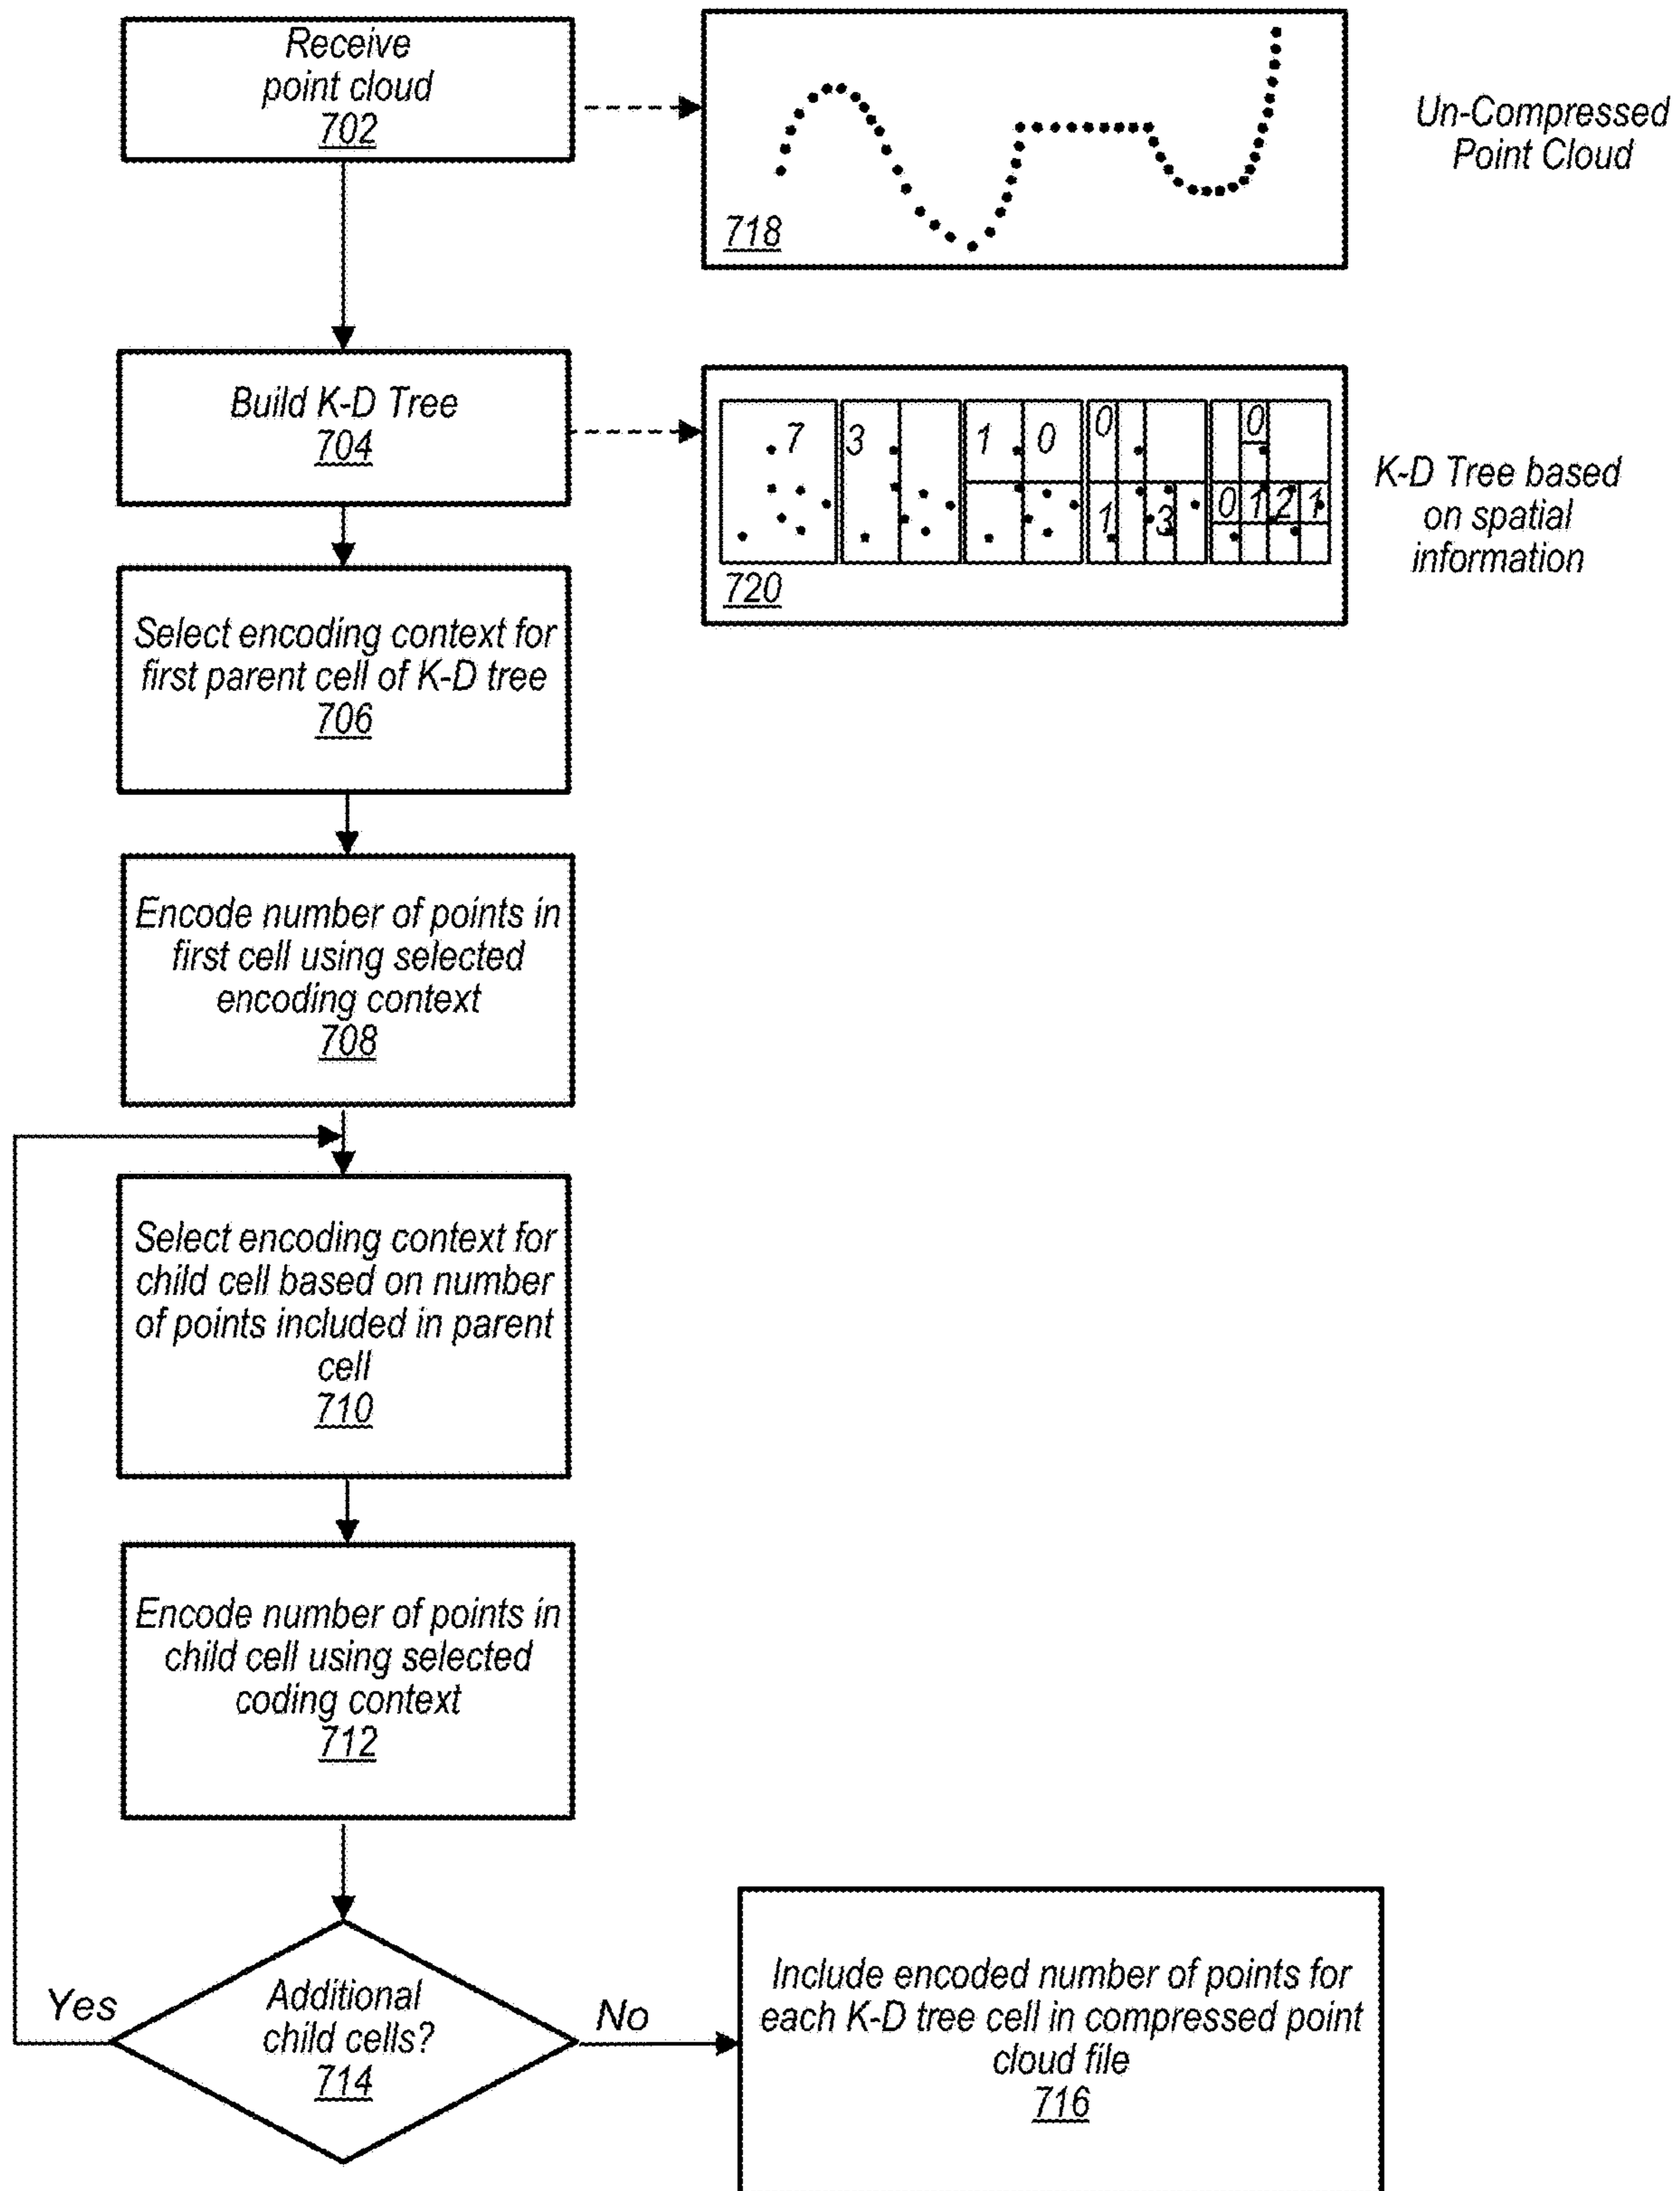 Receive
point cloud
702
718
Un-Compressed
Point Cloud
Build K-D Tree
704
7 3 1 0 0 0
1 3 0 1 2 1
720
K-D Tree based
on spatial
information
Select encoding context for
first parent cell of K-D tree
706
Encode number of points in
first cell using selected
encoding context
708
Select encoding context for
child cell based on number
of points included in parent
cell
710
Encode number of points in
child cell using selected
coding context
712
Additional
child cells?
714
Yes
No
Include encoded number of points for
each K-D tree cell in compressed point
cloud file
716